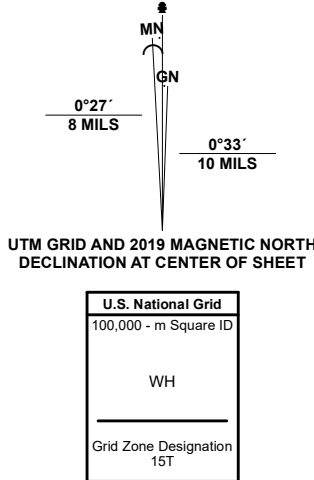 MN
GN
0°27´
8 MILS
0°33´
10 MILS
UTM GRID AND 2019 MAGNETIC NORTH
DECLINATION AT CENTER OF SHEET
U.S. National Grid
100,000 - m Square ID
WH
Grid Zone Designation
15T